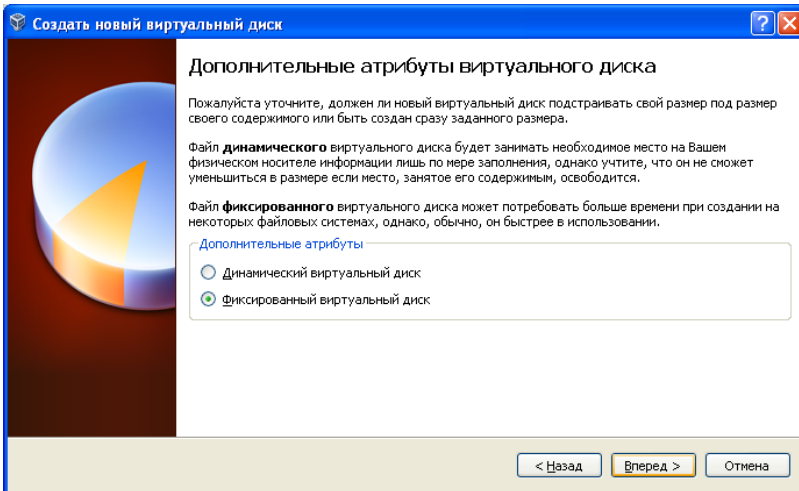 Создать новый виртуальный диск
Дополнительные атрибуты виртуального диска
Пожалуйста уточните, должен ли новый виртуальный диск подстраивать свой размер под размер
своего содержимого или быть создан сразу заданного размера.
Файл динамического виртуального диска будет занимать необходимое место на Вашем
физическом носителе информации лишь по мере заполнения, однако учтите, что он не сможет
уменьшиться в размере если место, занятое его содержимым, освободится.
Файл фиксированного виртуального диска может потребовать больше времени при создании на
некоторых файловых системах, однако, обычно, он быстрее в использовании.
Дополнительные атрибуты
Динамический виртуальный диск
Фиксированный виртуальный диск
< Назад Вперед > Отмена